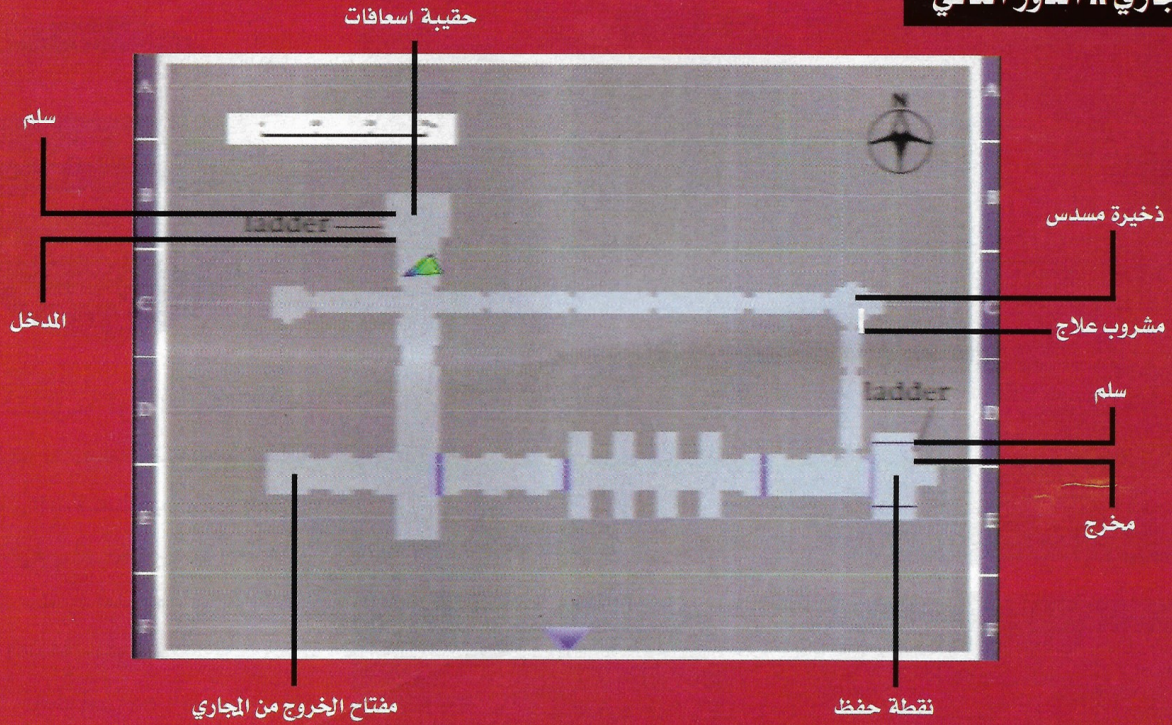 حقيبة اسعافات
سلم
المدخل
N
ladder
ذخيرة مسدس
مشروب علاج
ladder
سلم
مخرج
A
A
B
B
C
C
D
D
E
E
F
F
مفتاح الخروج من المجاري
نقطة حفظ